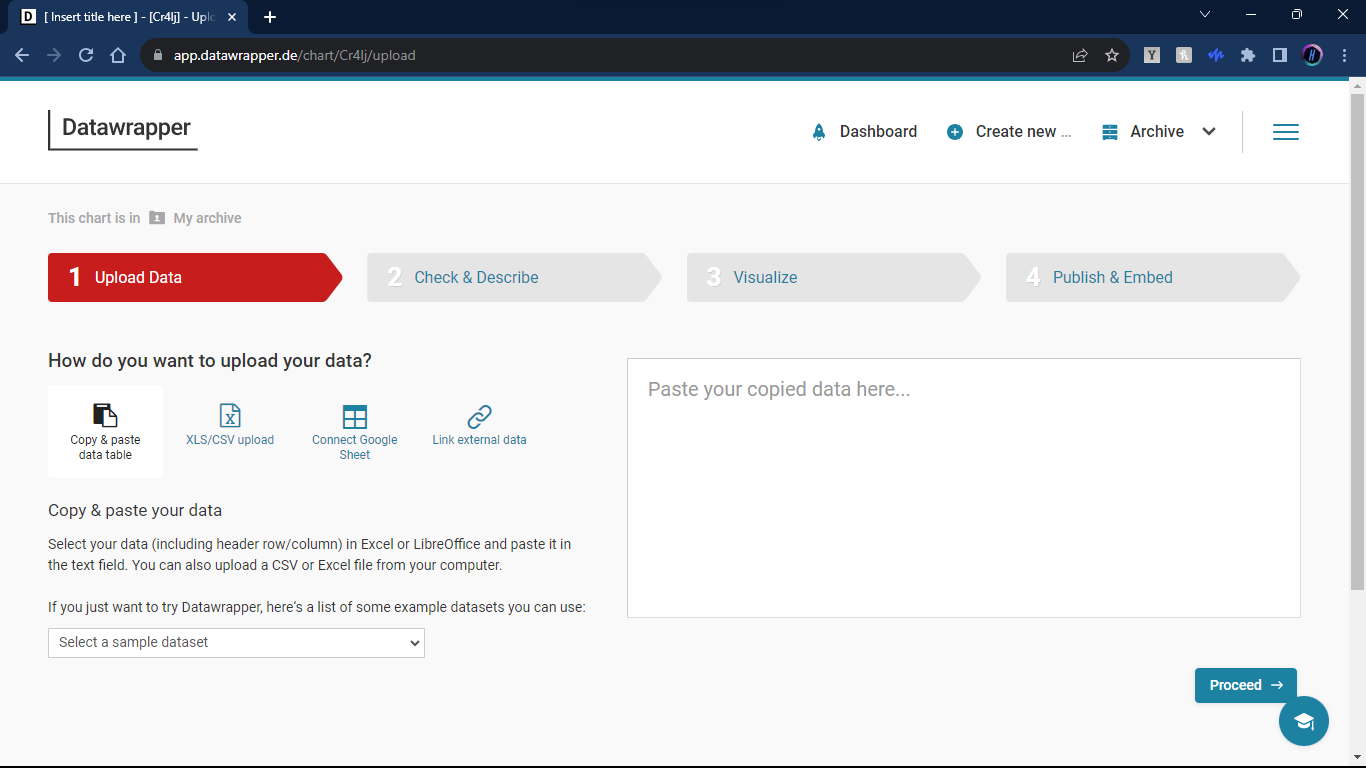 D [ Insert title here ] - [Cr4lj] - Uplo
app.datawrapper.de/chart/Cr4lj/upload
Datawrapper
Dashboard
Create new ...
Archive
This chart is in My archive
1 Upload Data
2 Check & Describe
3 Visualize
4 Publish & Embed
How do you want to upload your data?
Copy & paste
data table
XLS/CSV upload
Connect Google
Sheet
Link external data
Paste your copied data here...
Copy & paste your data
Select your data (including header row/column) in Excel or LibreOffice and paste it in
the text field. You can also upload a CSV or Excel file from your computer.
If you just want to try Datawrapper, here's a list of some example datasets you can use:
Select a sample dataset
Proceed →